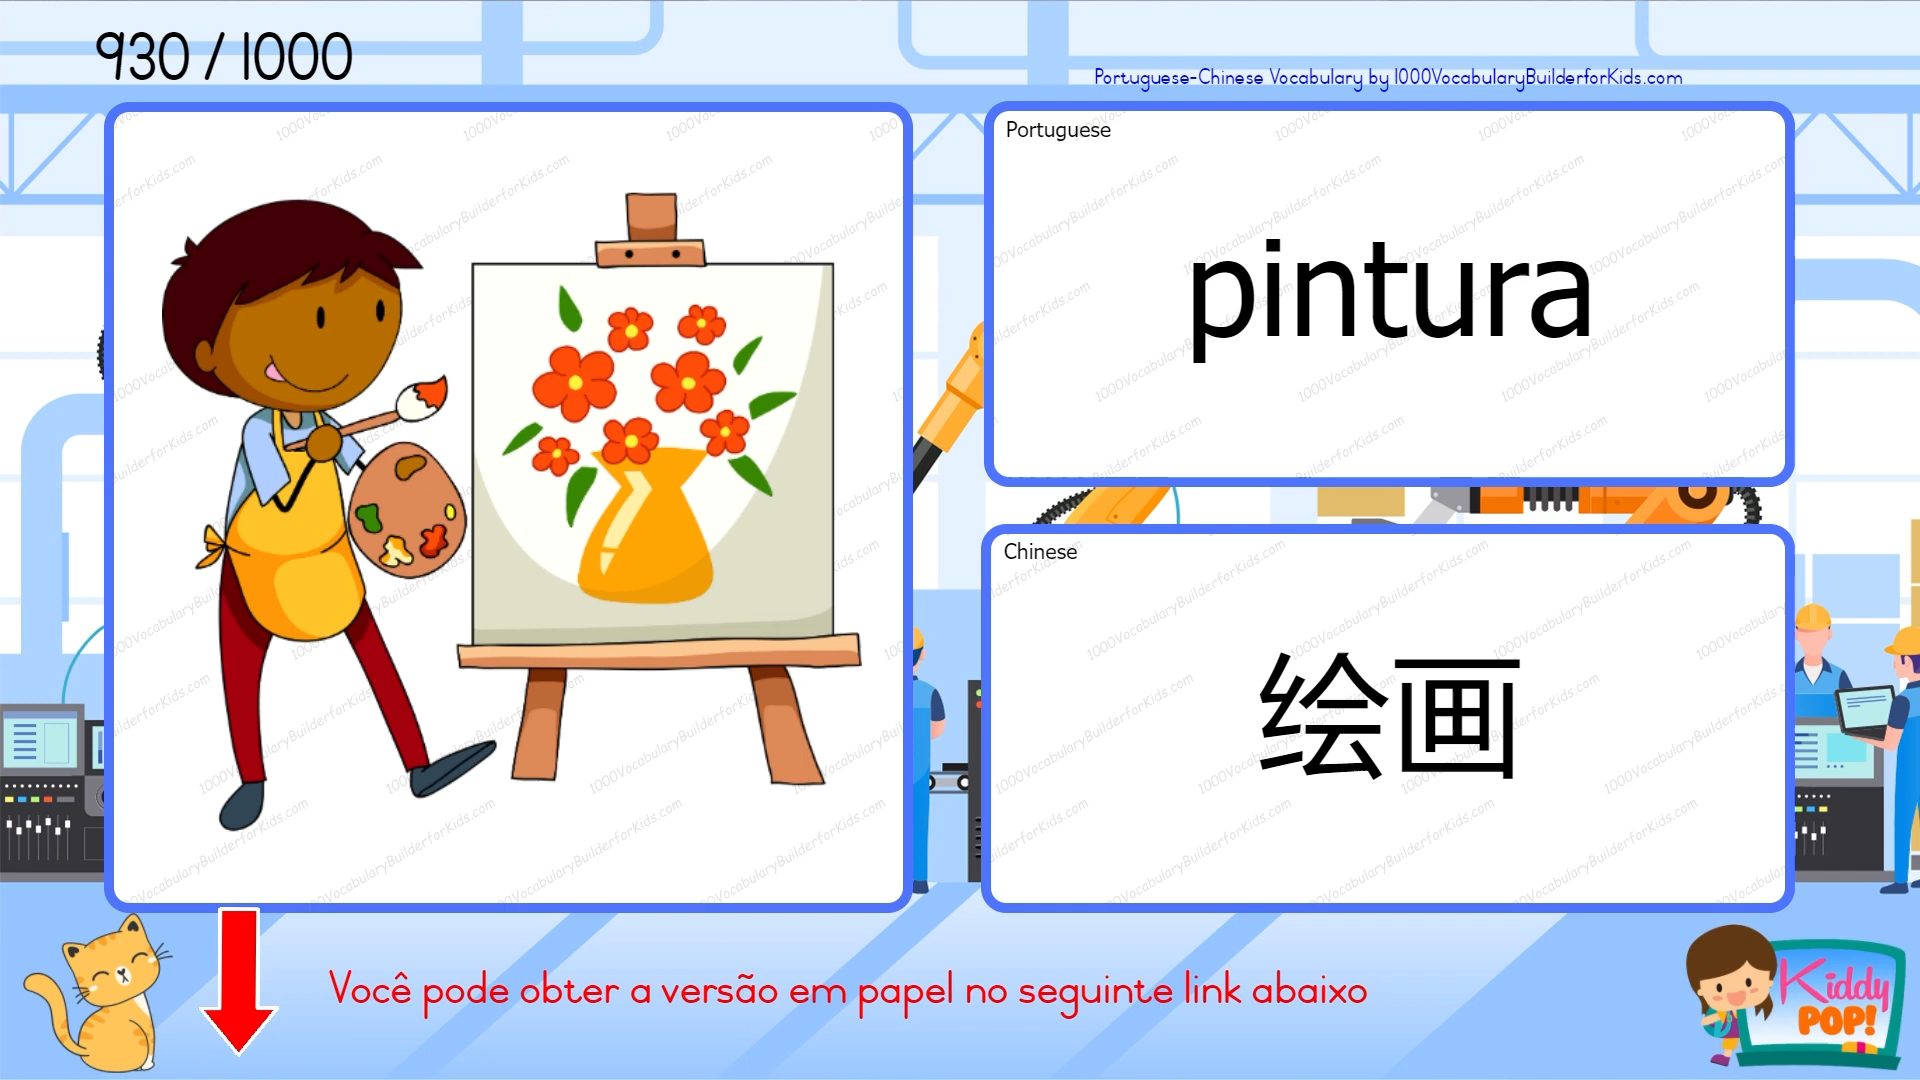 930 / 1000
Portuguese-Chinese Vocabulary by 1000VocabularyBuilderforKids.com
Portuguese
pintura
Chinese
绘画
Você pode obter a versão em papel no seguinte link abaixo
Kiddy
POP!